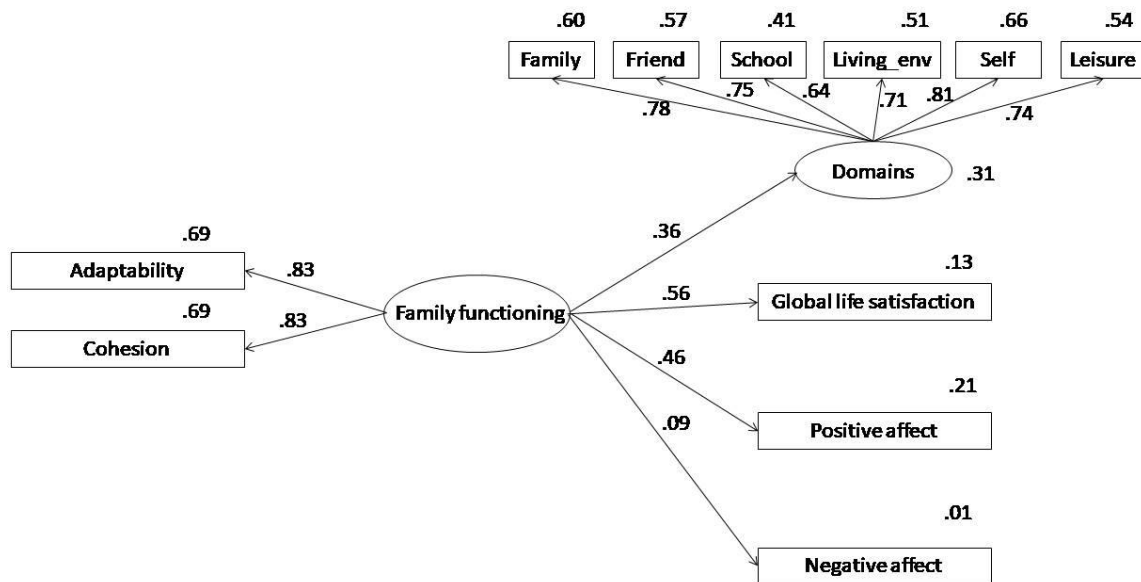 .60 .57 .41 .51 .66 .54
Family Friend School Living_env Self Leisure
.78 .75 .64 .71 .81 .74
Domains .31
.36
.69
Adaptability .83
.69
Cohesion .83
Family functioning
.13
.56 Global life satisfaction
.46
.21
Positive affect
.09
.01
Negative affect